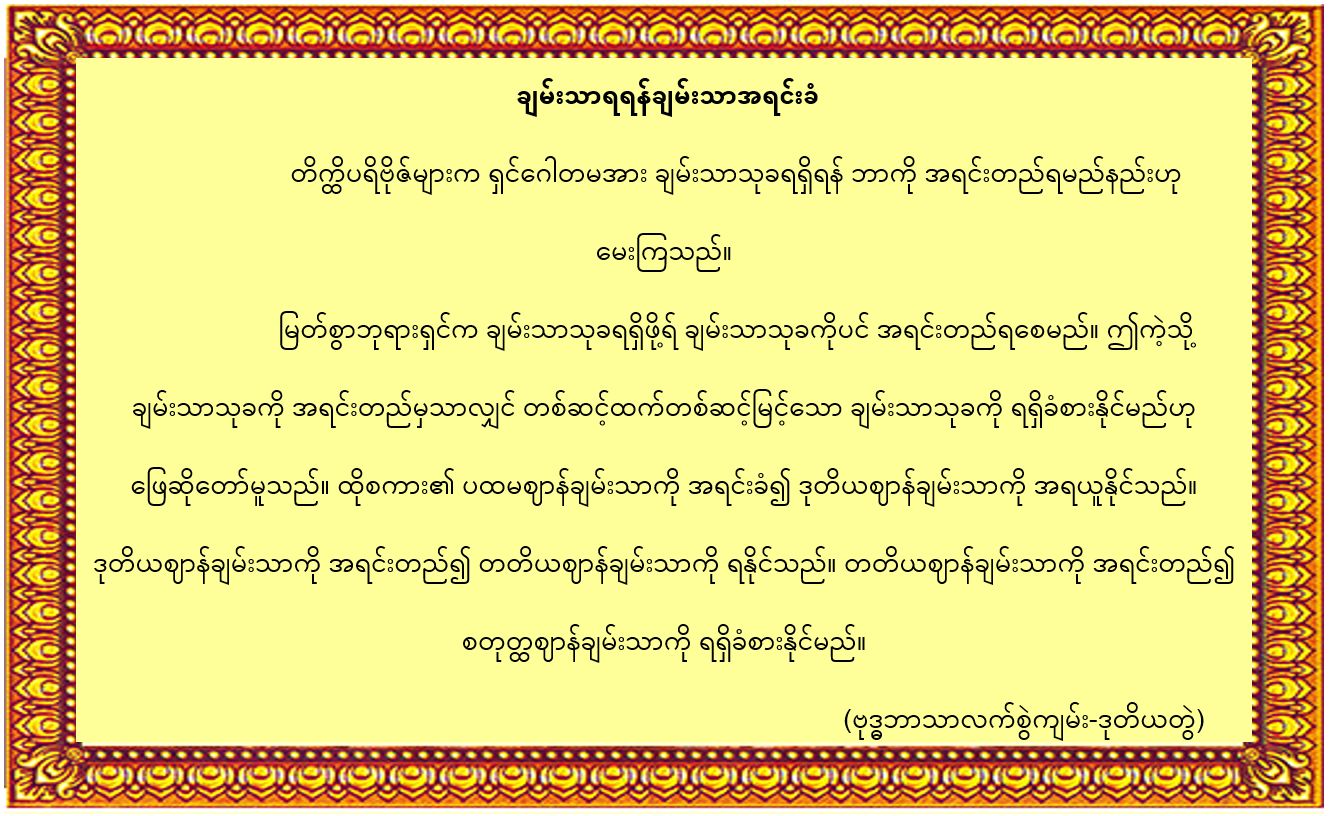 ချမ်းသာရရန်ချမ်းသာအရင်းခံ
တိက္ထိပရိဗိုဇ်များက ရှင်ဂေါတမအား ချမ်းသာသုခရရှိရန် ဘာကို အရင်းတည်ရမည်နည်းဟု
မေးကြသည်။
မြတ်စွာဘုရားရှင်က ချမ်းသာသုခရရှိဖို့ရ် ချမ်းသာသုခကိုပင် အရင်းတည်ရစေမည်။ ဤကဲ့သို့
ချမ်းသာသုခကို အရင်းတည်မှသာလျှင် တစ်ဆင့်ထက်တစ်ဆင့်မြင့်သော ချမ်းသာသုခကို ရရှိခံစားနိုင်မည်ဟု
ဖြေဆိုတော်မူသည်။ ထိုစကား၏ ပထမဈာန်ချမ်းသာကို အရင်းခံ၍ ဒုတိယဈာန်ချမ်းသာကို အရယူနိုင်သည်။
ဒုတိယဈာန်ချမ်းသာကို အရင်းတည်၍ တတိယဈာန်ချမ်းသာကို ရနိုင်သည်။ တတိယဈာန်ချမ်းသာကို အရင်းတည်၍
စတုတ္ထဈာန်ချမ်းသာကို ရရှိခံစားနိုင်မည်။
(ဗုဒ္ဓဘာသာလက်စွဲကျမ်း-ဒုတိယတွဲ)